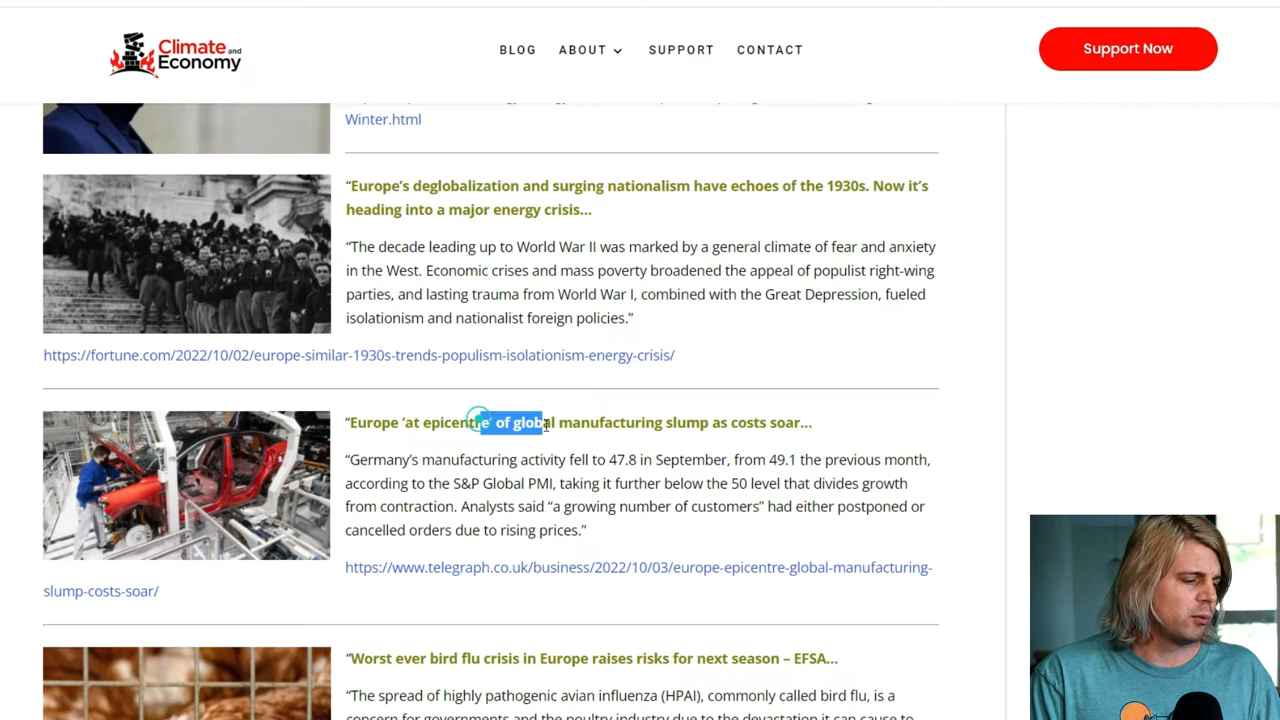 Climate and
Economy
BLOG ABOUT SUPPORT CONTACT
Support Now
Winter.html
“Europe’s deglobalization and surging nationalism have echoes of the 1930s. Now it’s
heading into a major energy crisis…
“The decade leading up to World War II was marked by a general climate of fear and anxiety
in the West. Economic crises and mass poverty broadened the appeal of populist right-wing
parties, and lasting trauma from World War I, combined with the Great Depression, fueled
isolationism and nationalist foreign policies.”
https://fortune.com/2022/10/02/europe-similar-1930s-trends-populism-isolationism-energy-crisis/
“Europe ‘at epicentre’ of global manufacturing slump as costs soar…
“Germany’s manufacturing activity fell to 47.8 in September, from 49.1 the previous month,
according to the S&P Global PMI, taking it further below the 50 level that divides growth
from contraction. Analysts said “a growing number of customers” had either postponed or
cancelled orders due to rising prices.”
https://www.telegraph.co.uk/business/2022/10/03/europe-epicentre-global-manufacturing-
slump-costs-soar/
“Worst ever bird flu crisis in Europe raises risks for next season – EFSA…
“The spread of highly pathogenic avian influenza (HPAI), commonly called bird flu, is a
concern for governments and the poultry industry due to the devastation it can cause to